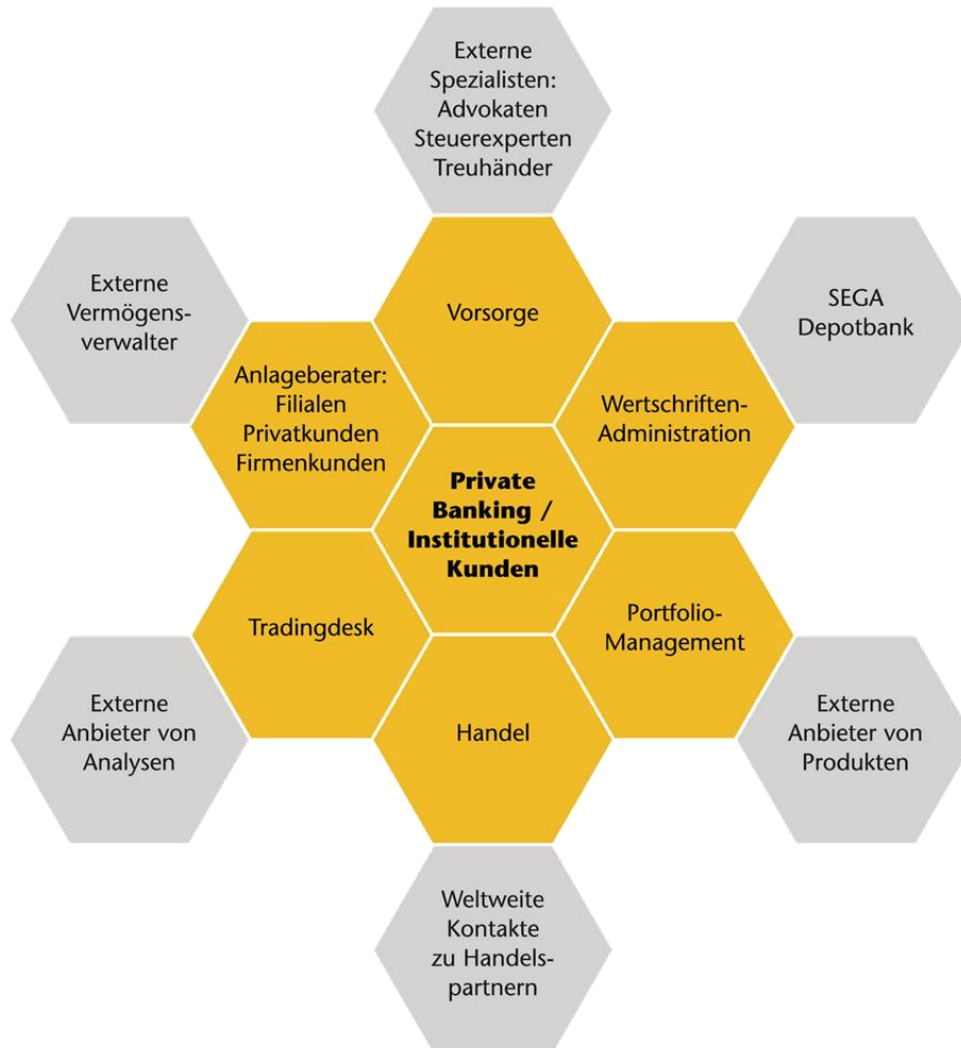 Externe
Spezialisten:
Advokaten
Steuerexperten
Treuhänder
Externe
Vermögens-
verwalter
Vorsorge
SEGA
Depotbank
Anlageberater:
Filialen
Privatkunden
Firmenkunden
Wertschriften-
Administration
Private
Banking /
Institutionelle
Kunden
Tradingdesk
Portfolio-
Management
Externe
Anbieter von
Analysen
Handel
Externe
Anbieter von
Produkten
Weltweite
Kontakte
zu Handels-
partnern